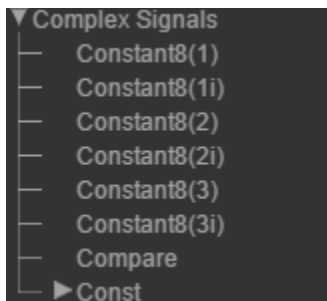 Complex Signals
Constant8(1)
Constant8(1i)
Constant8(2)
Constant8(2i)
Constant8(3)
Constant8(3i)
Compare
Const